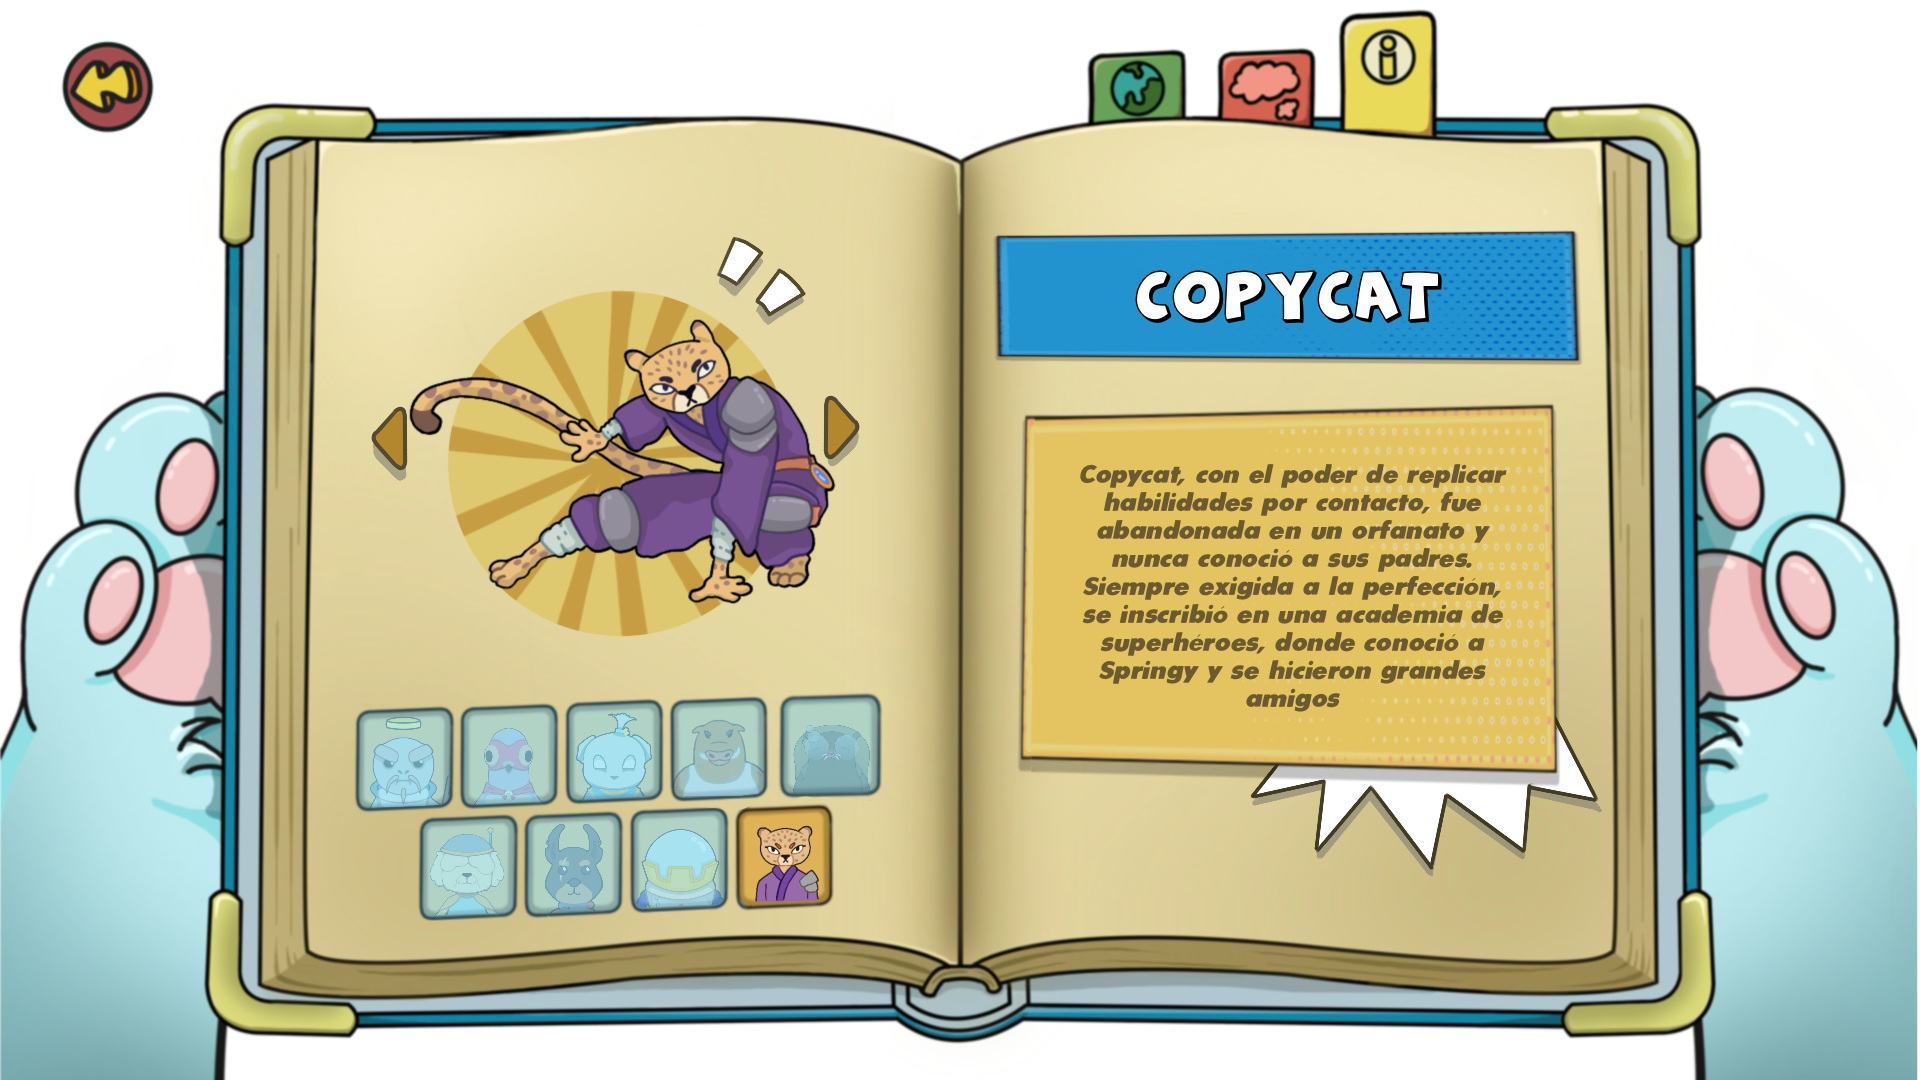 COPYCAT
Copycat, con el poder de replicar
habilidades por contacto, fue
abandonada en un orfanato y
nunca conoció a sus padres.
Siempre exigida a la perfección,
se inscribió en una academia de
superhéroes, donde conoció a
Springy y se hicieron grandes
amigos